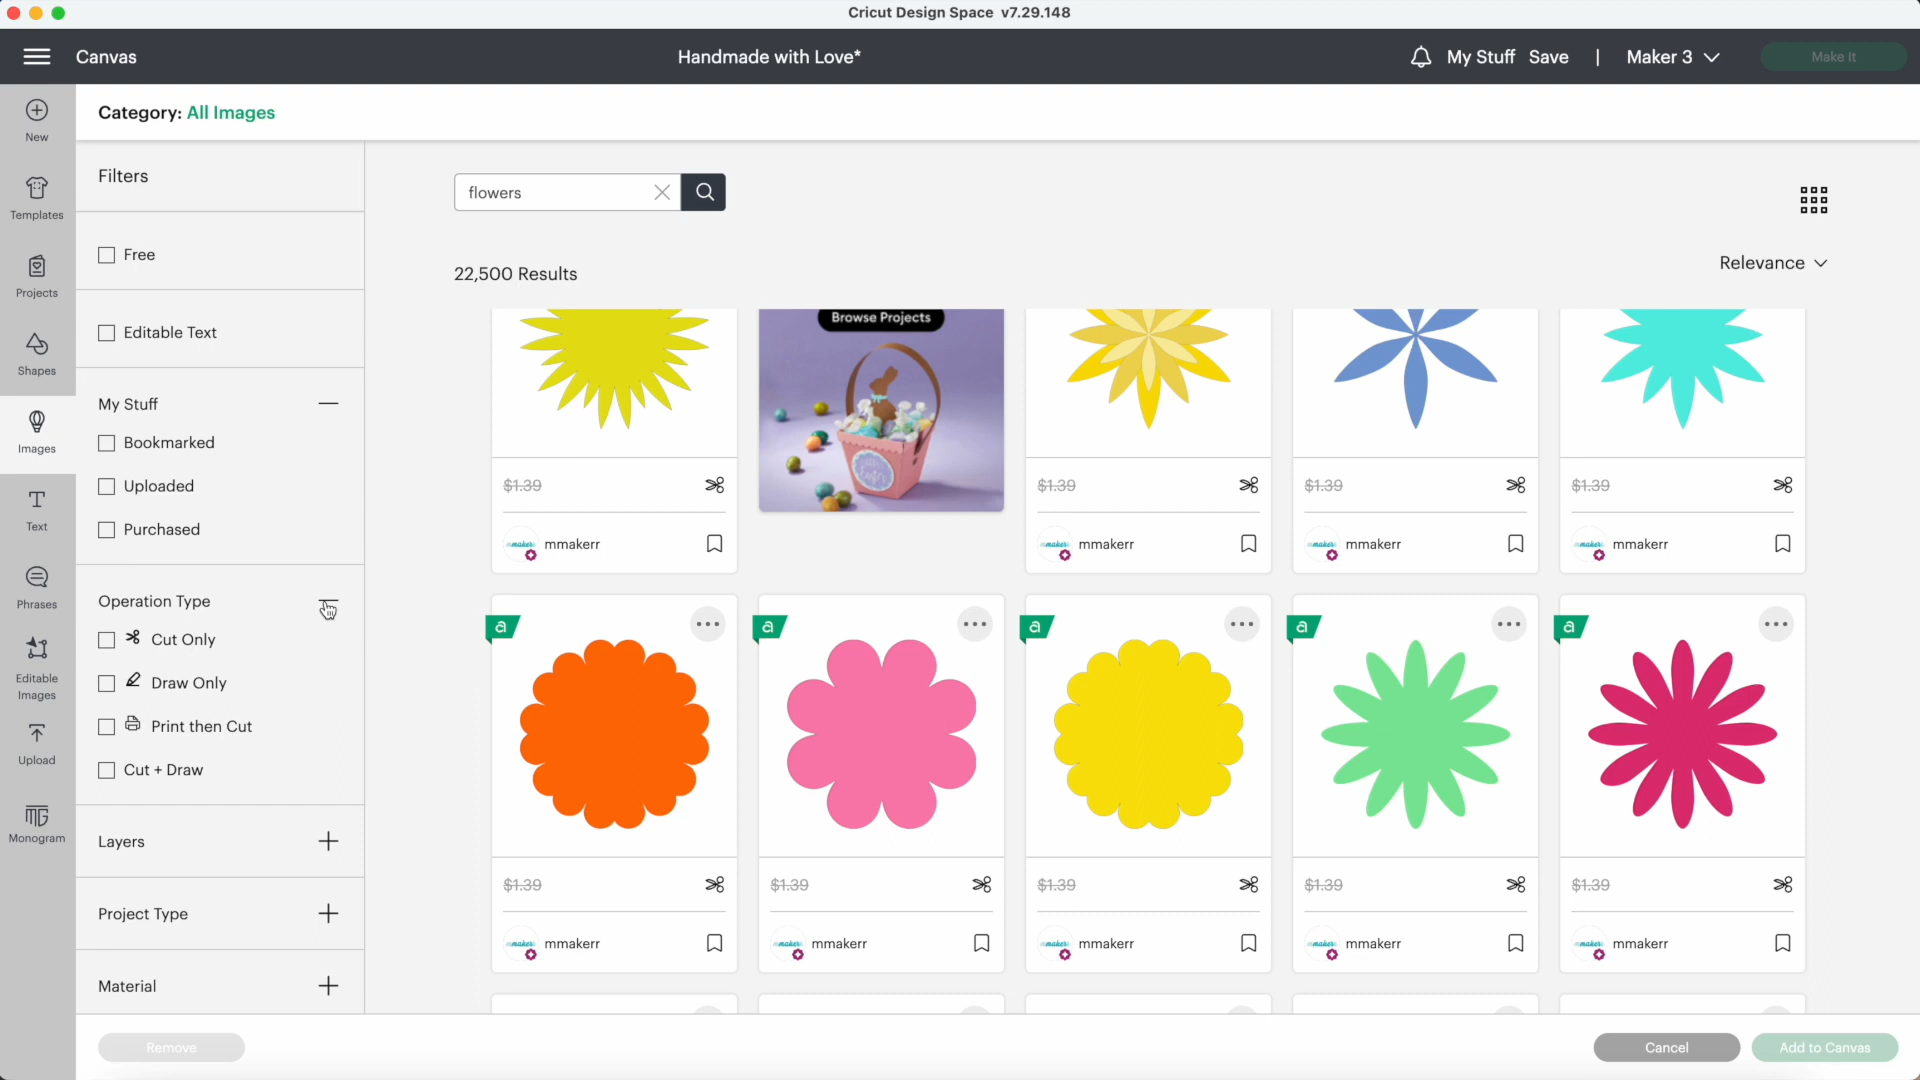 Cricut Design Space v7.29.148
Canvas
Handmade with Love*
My Stuff
Save
|
Maker 3
Make It
New
Templates
Projects
Shapes
Images
Text
Phrases
Editable
Images
Upload
Monogram
Category: All Images
Filters
Free
Editable Text
My Stuff
Bookmarked
Uploaded
Purchased
Operation Type
Cut Only
Draw Only
Print then Cut
Cut + Draw
Layers
Project Type
Material
flowers
22,500 Results
Relevance
Browse Projects
$1.39
$1.39
$1.39
$1.39
mmakerr
mmakerr
mmakerr
mmakerr
a
a
a
a
a
$1.39
$1.39
$1.39
$1.39
$1.39
mmakerr
mmakerr
mmakerr
mmakerr
mmakerr
Remove
Cancel
Add to Canvas